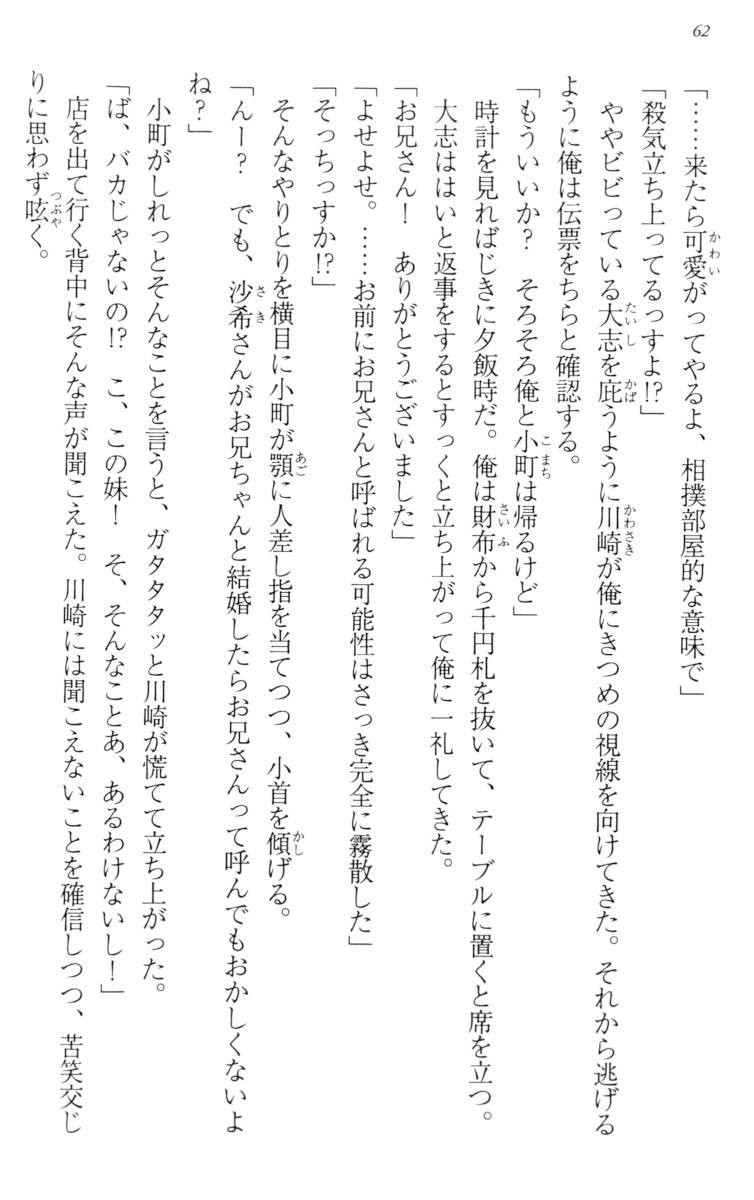 62
「……来たら可愛がってやるよ、相撲部屋的な意味で」
「殺気立ち上ってるっすよ!?」
　ややビビっている大志を庇うように川崎が俺にきつめの視線を向けてきた。それから逃げる
ように俺は伝票をちらと確認する。
「もういいか？　そろそろ俺と小町は帰るけど」
　時計を見ればじきに夕飯時だ。俺は財布から千円札を抜いて、テーブルに置くと席を立つ。
　大志ははいと返事をするとすっくと立ち上がって俺に一礼してきた。
「お兄さん！　ありがとうございました」
「よせよせ。……お前にお兄さんと呼ばれる可能性はさっき完全に霧散した」
「そっちっすか!?」
　そんなやりとりを横目に小町が顎に人差し指を当てつつ、小首を傾げる。
「んー？　でも、沙希さんがお兄ちゃんと結婚したらお兄さんって呼んでもおかしくないよ
ね？」
　小町がしれっとそんなことを言うと、ガタタタッと川崎が慌てて立ち上がった。
「ば、バカじゃないの!?　こ、この妹！　そ、そんなことあ、あるわけないし！」
　店を出て行く背中にそんな声が聞こえた。川崎には聞こえないことを確信しつつ、苦笑交じ
りに思わず呟く。